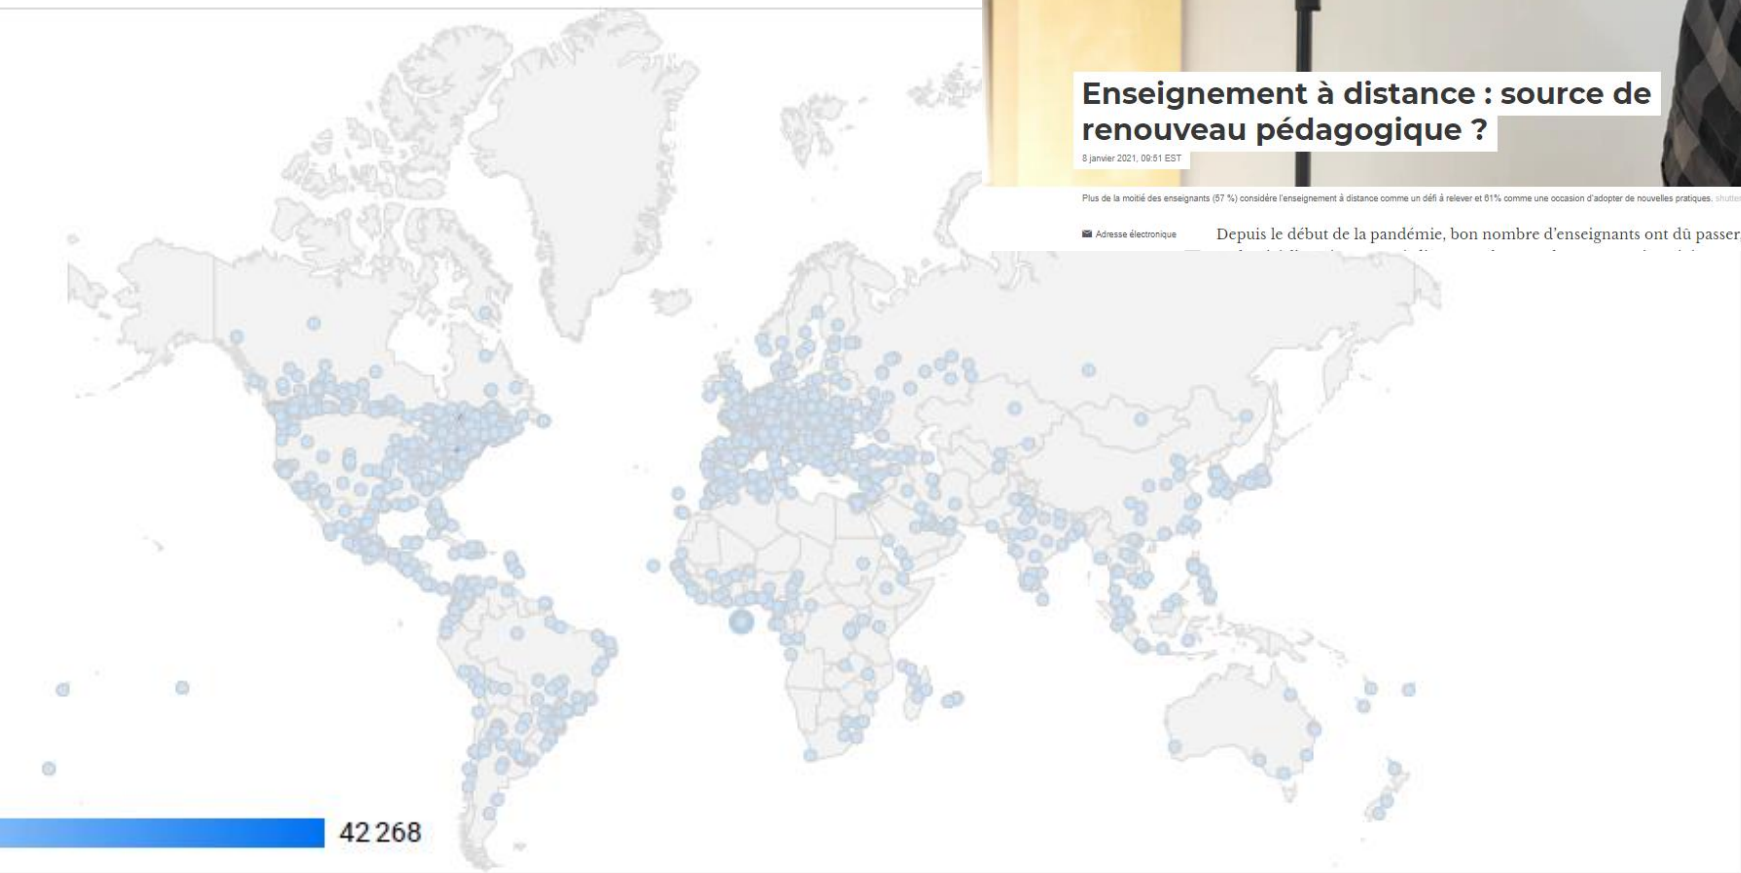 Enseignement à distance : source de
renouveau pédagogique ?
8 janvier 2021, 09:51 EST
Plus de la moitié des enseignants (57 %) considère l'enseignement à distance comme un défi à relever et 61% comme une occasion d'adopter de nouvelles pratiques. shutter
Adresse électronique
Depuis le début de la pandémie, bon nombre d'enseignants ont dû passer
42 268